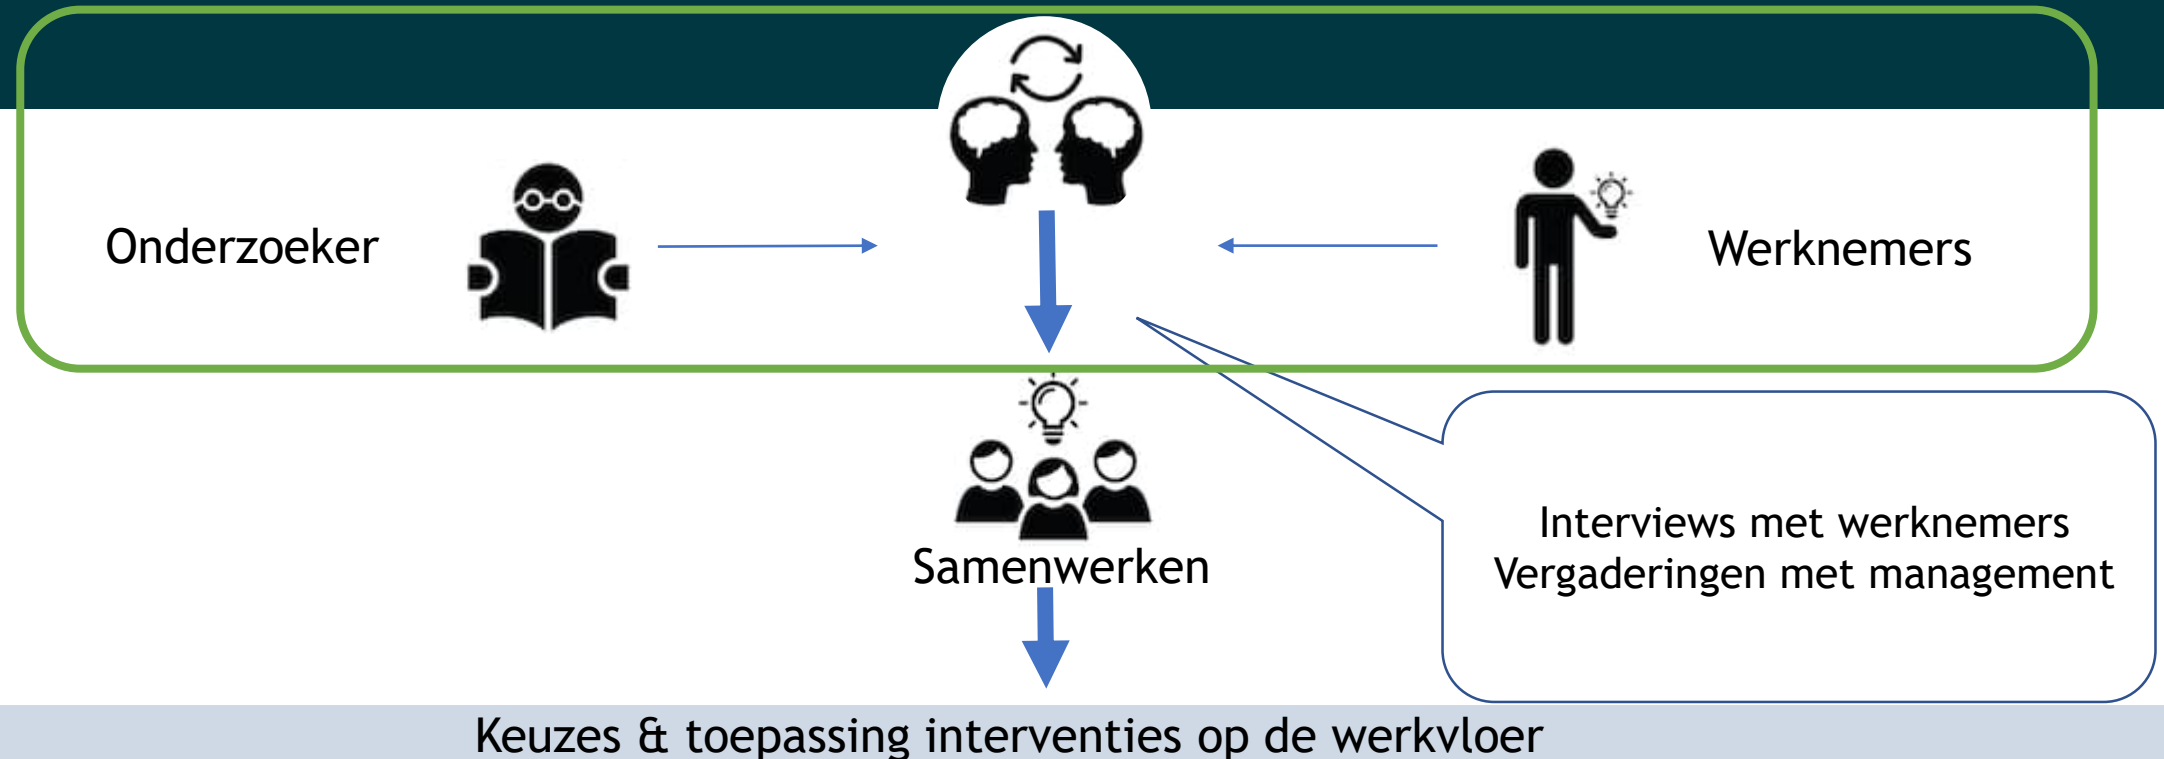 Onderzoeker
Werknemers
Samenwerken
Interviews met werknemers
Vergaderingen met management
Keuzes & toepassing interventies op de werkvloer